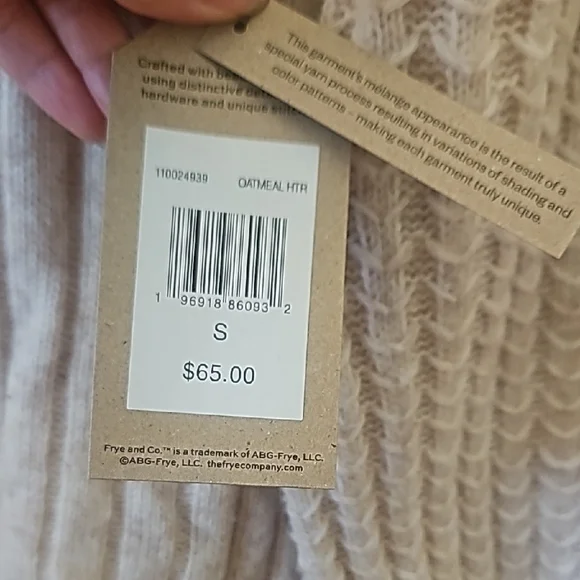 This garment's mélange appearance is the result of a
special yarn process resulting in variations of shading and
color patterns - making each garment truly unique.
Crafted with
using distinctive
hardware and unique
110024939 OATMEAL HTR
1 96918 86093 2
S
$65.00
Frye and Co.™ is a trademark of ABG-Frye, LLC.
©ABG-Frye, LLC. thefryecompany.com